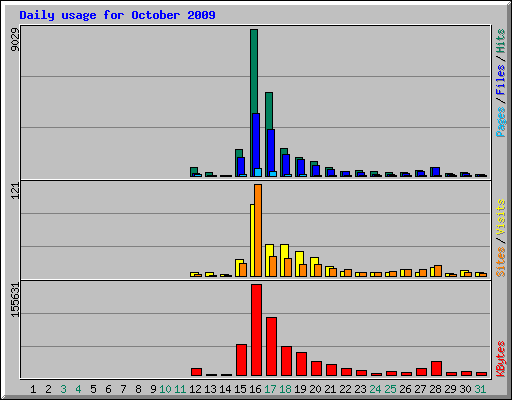 Daily usage for October 2009
9029
Pages / Files / Hits
121
Sites / Visits
155631
KBytes
1 2 3 4 5 6 7 8 9 10 11 12 13 14 15 16 17 18 19 20 21 22 23 24 25 26 27 28 29 30 31